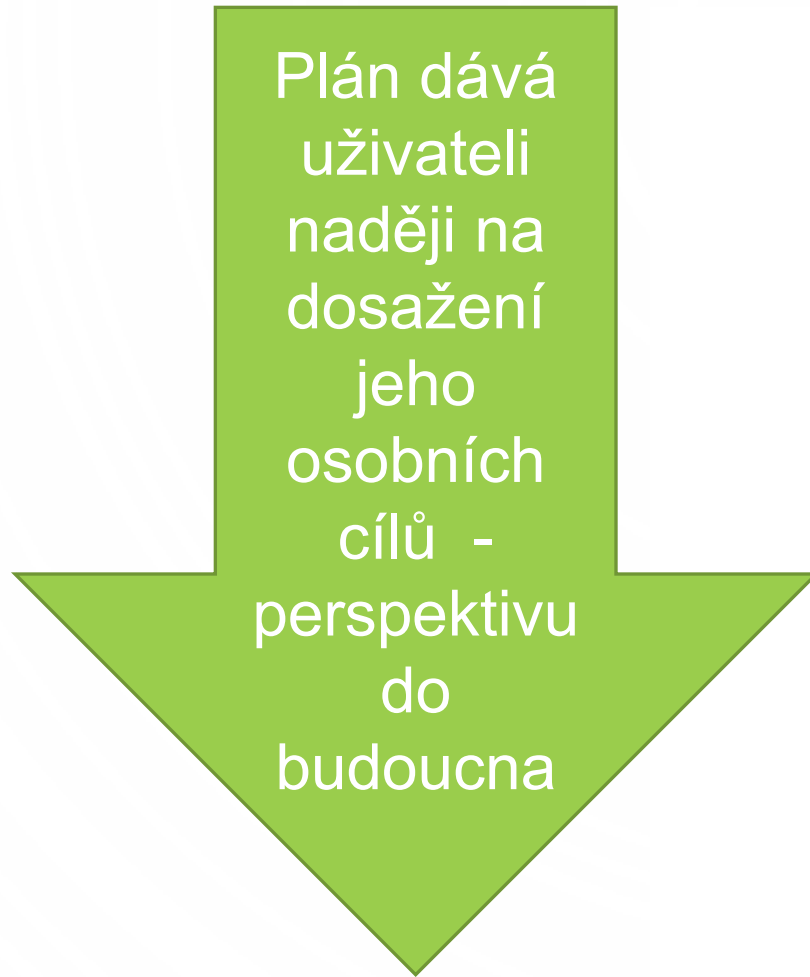 Plán dává
uživateli
naději na
dosažení
jeho
osobních
cílů  -
perspektivu
do
budoucna